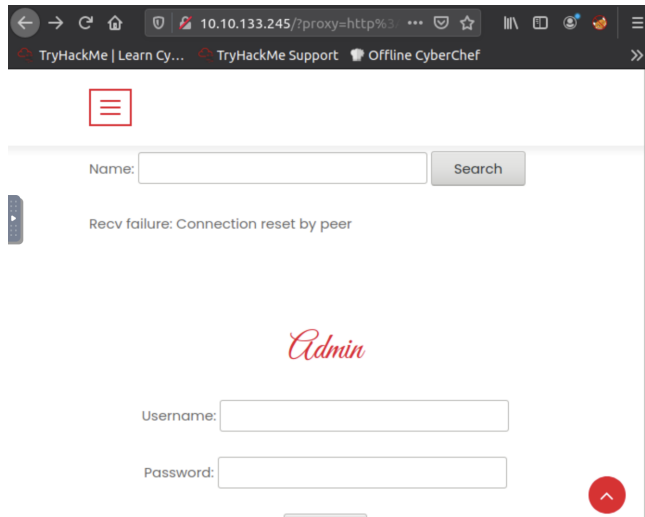 10.10.133.245/?proxy=http%3
TryHackMe | Learn Cy... TryHackMe Support Offline CyberChef
Name: Search
Recv failure: Connection reset by peer
Admin
Username:
Password: